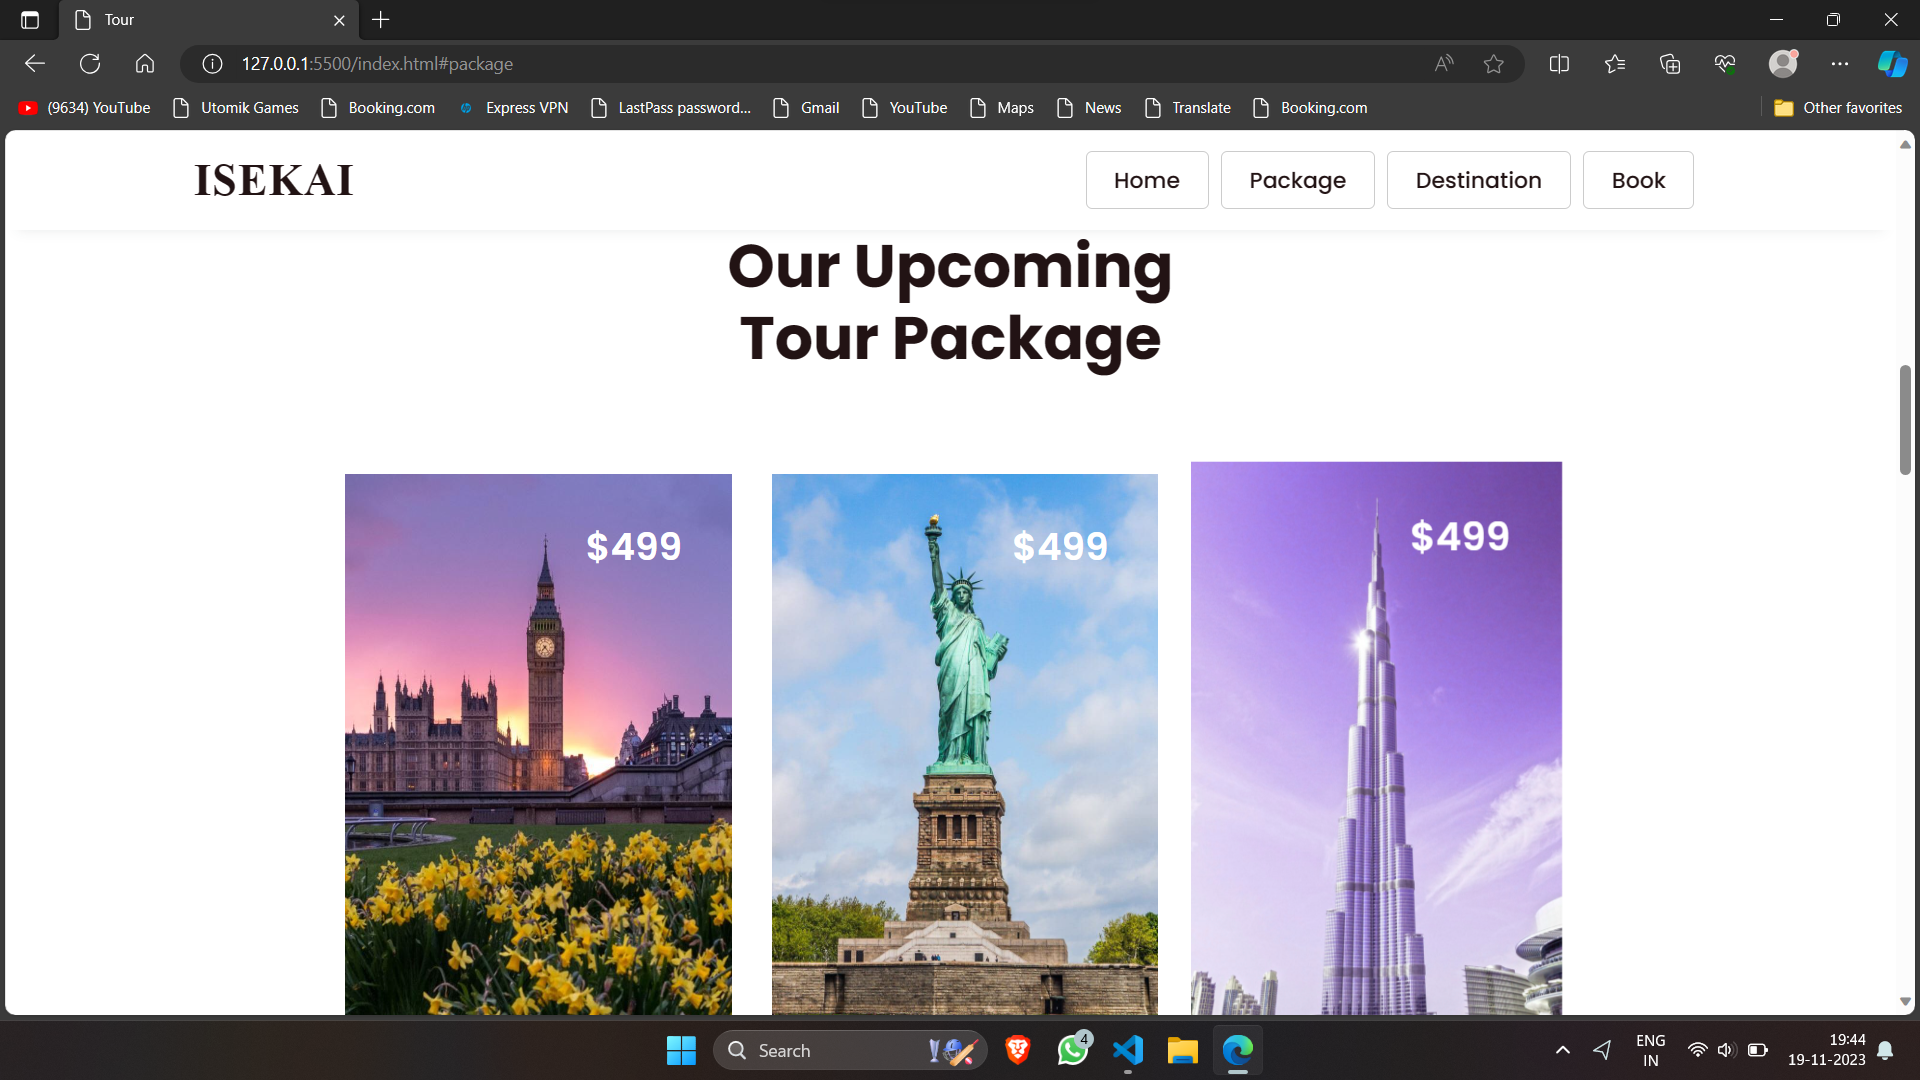 Tour
127.0.0.1:5500/index.html#package
(9634) YouTube
Utomik Games
Booking.com
Express VPN
LastPass password...
Gmail
YouTube
Maps
News
Translate
Booking.com
Other favorites
ISEKAI
Home
Package
Destination
Book
Our Upcoming
Tour Package
$499
$499
$499
Search
4
ENG
IN
19:44
19-11-2023